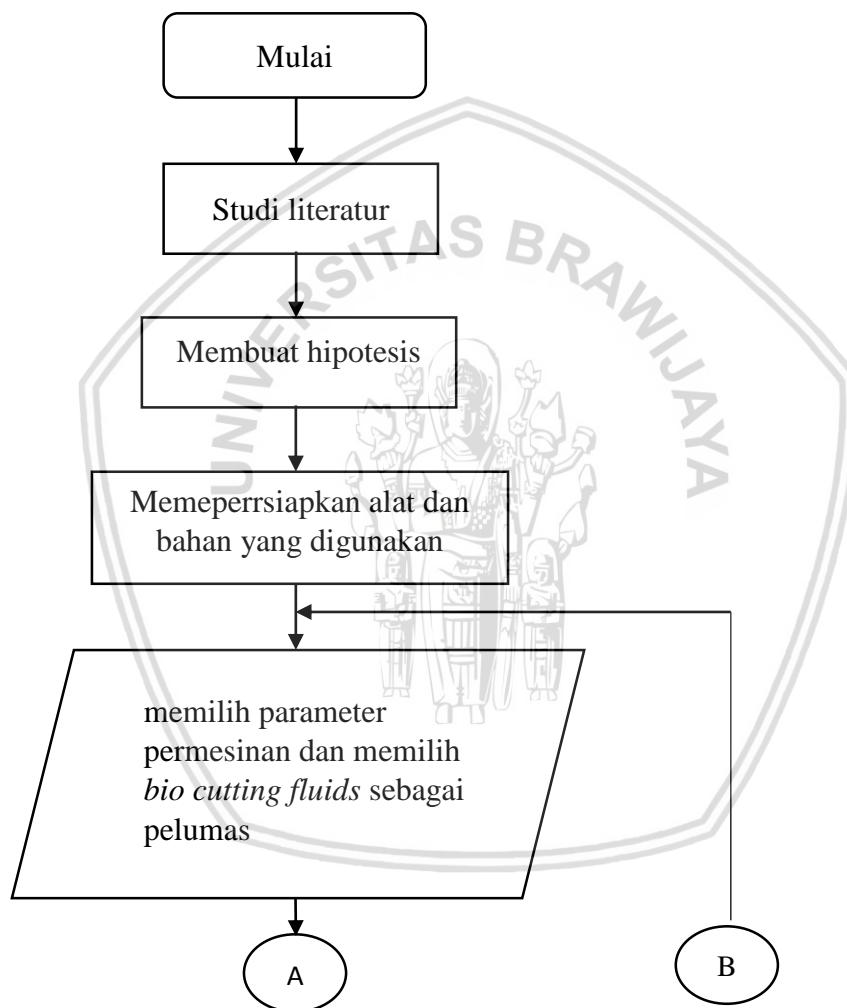 Mulai
Studi literatur
UNIVERSITAS BRAWIJAYA
Membuat hipotesis
Memeperrsiapkan alat dan
bahan yang digunakan
memilih parameter
permesinan dan memilih
bio cutting fluids sebagai
pelumas
A
B